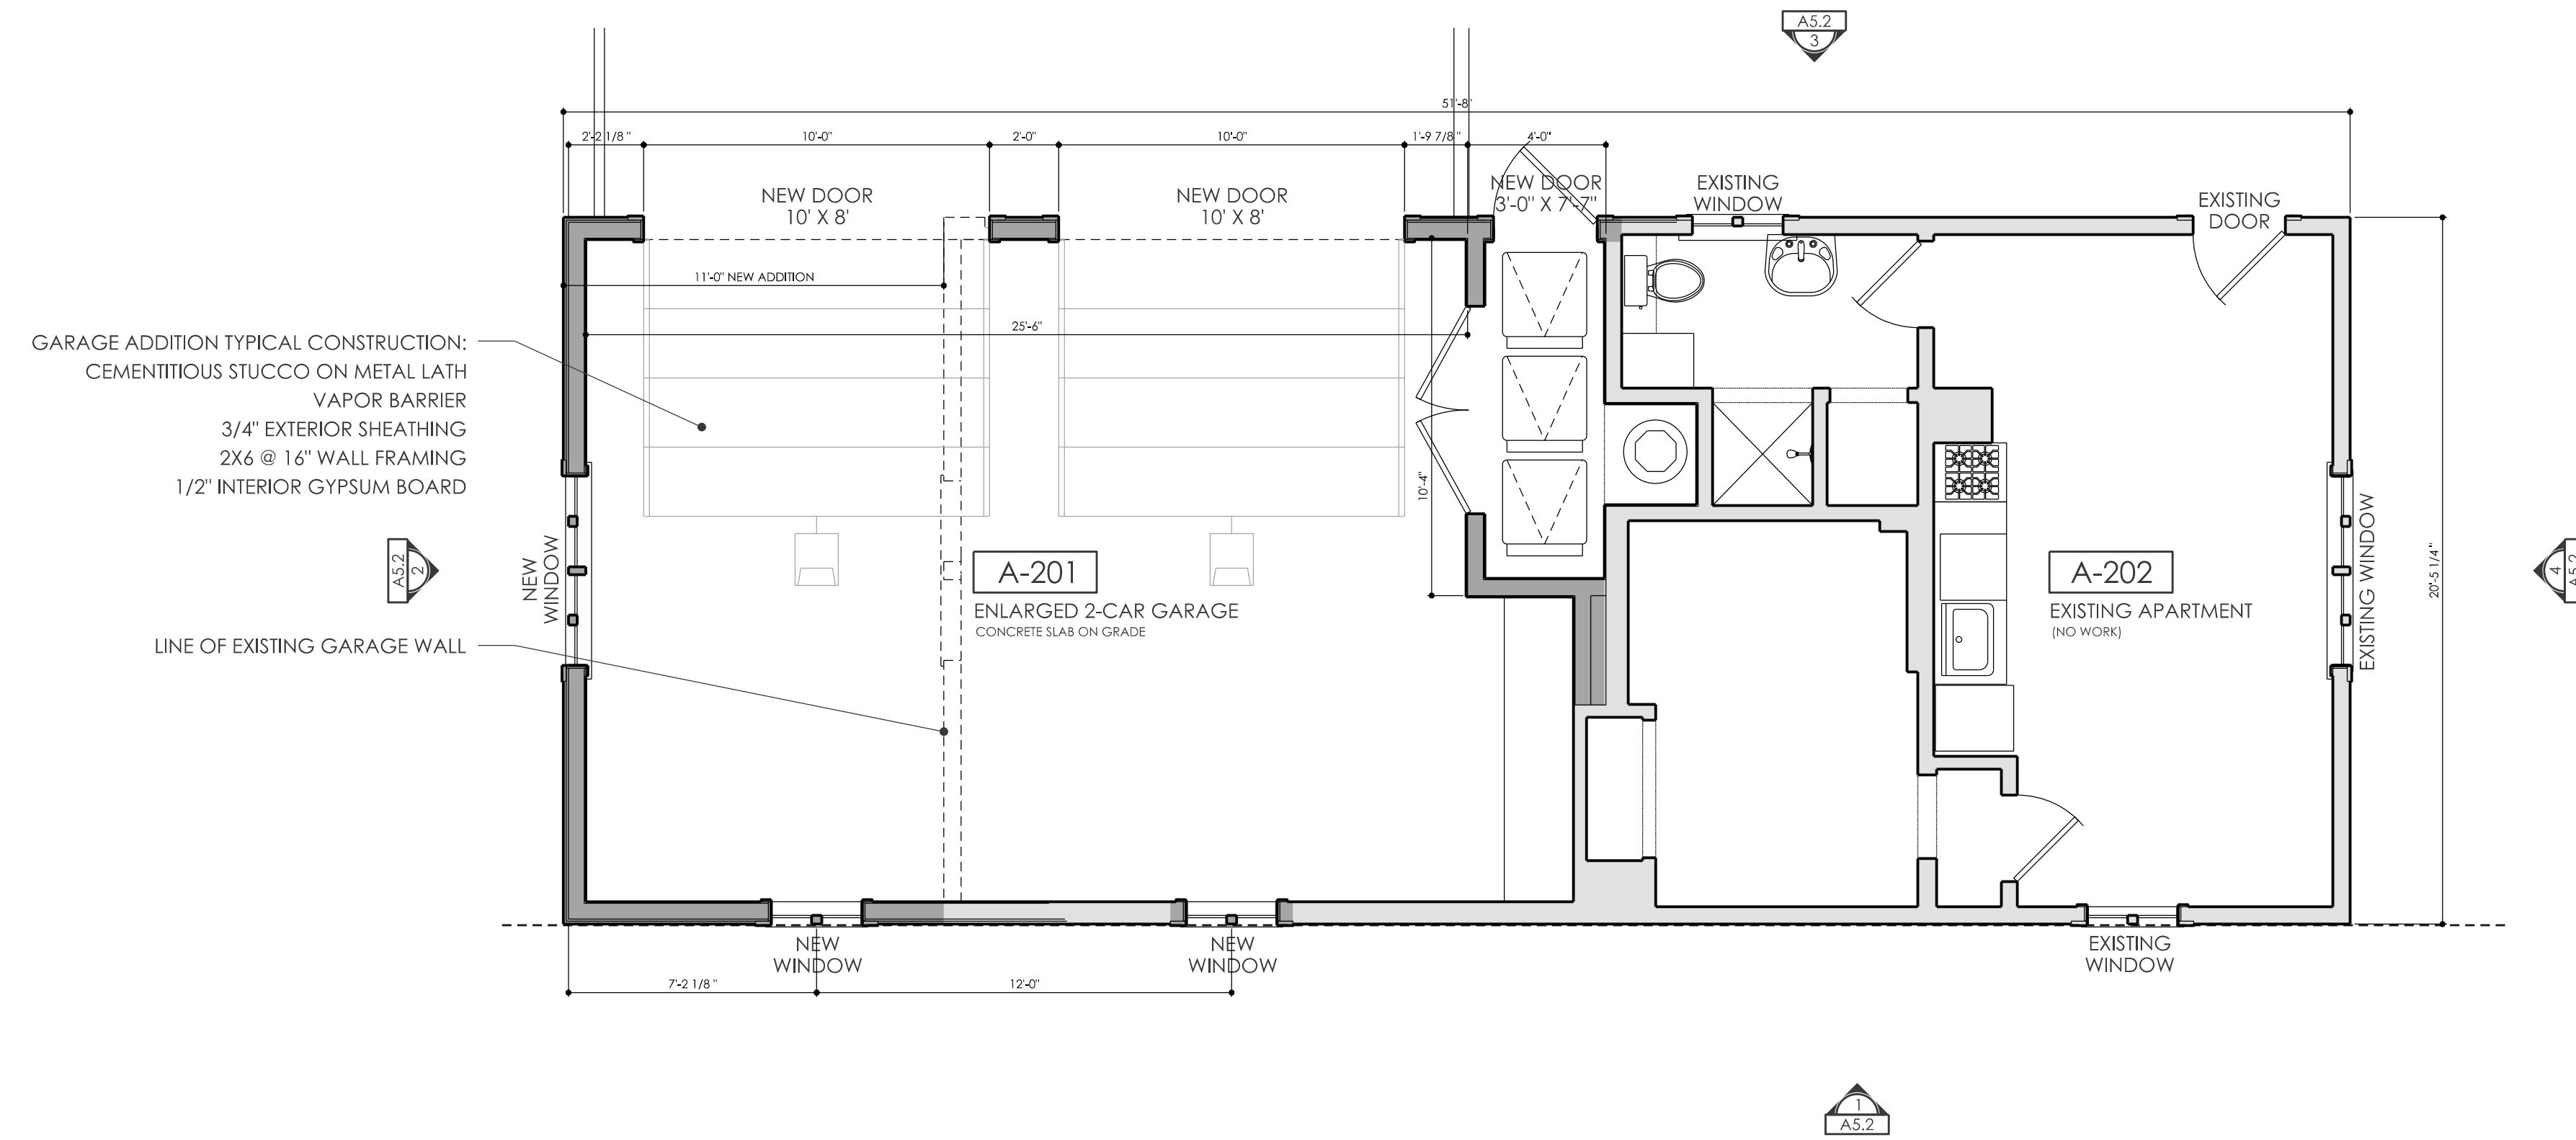 A5.2
3
51'-8"
2'-2 1/8 "
10'-0"
2'-0"
10'-0"
1'-9 7/8 "
4'-0"
NEW DOOR
10' X 8'
NEW DOOR
10' X 8'
NEW DOOR
3'-0" X 7'-7"
EXISTING
WINDOW
EXISTING
DOOR
11'-0" NEW ADDITION
25'-6"
GARAGE ADDITION TYPICAL CONSTRUCTION:
CEMENTITIOUS STUCCO ON METAL LATH
VAPOR BARRIER
3/4" EXTERIOR SHEATHING
2X6 @ 16" WALL FRAMING
1/2" INTERIOR GYPSUM BOARD
10'-4"
A5.2
2
NEW
WINDOW
A-201
ENLARGED 2-CAR GARAGE
CONCRETE SLAB ON GRADE
A-202
EXISTING APARTMENT
(NO WORK)
EXISTING WINDOW
20'-5 1/4"
4
A5.2
LINE OF EXISTING GARAGE WALL
NEW
WINDOW
NEW
WINDOW
EXISTING
WINDOW
7'-2 1/8 "
12'-0"
1
A5.2